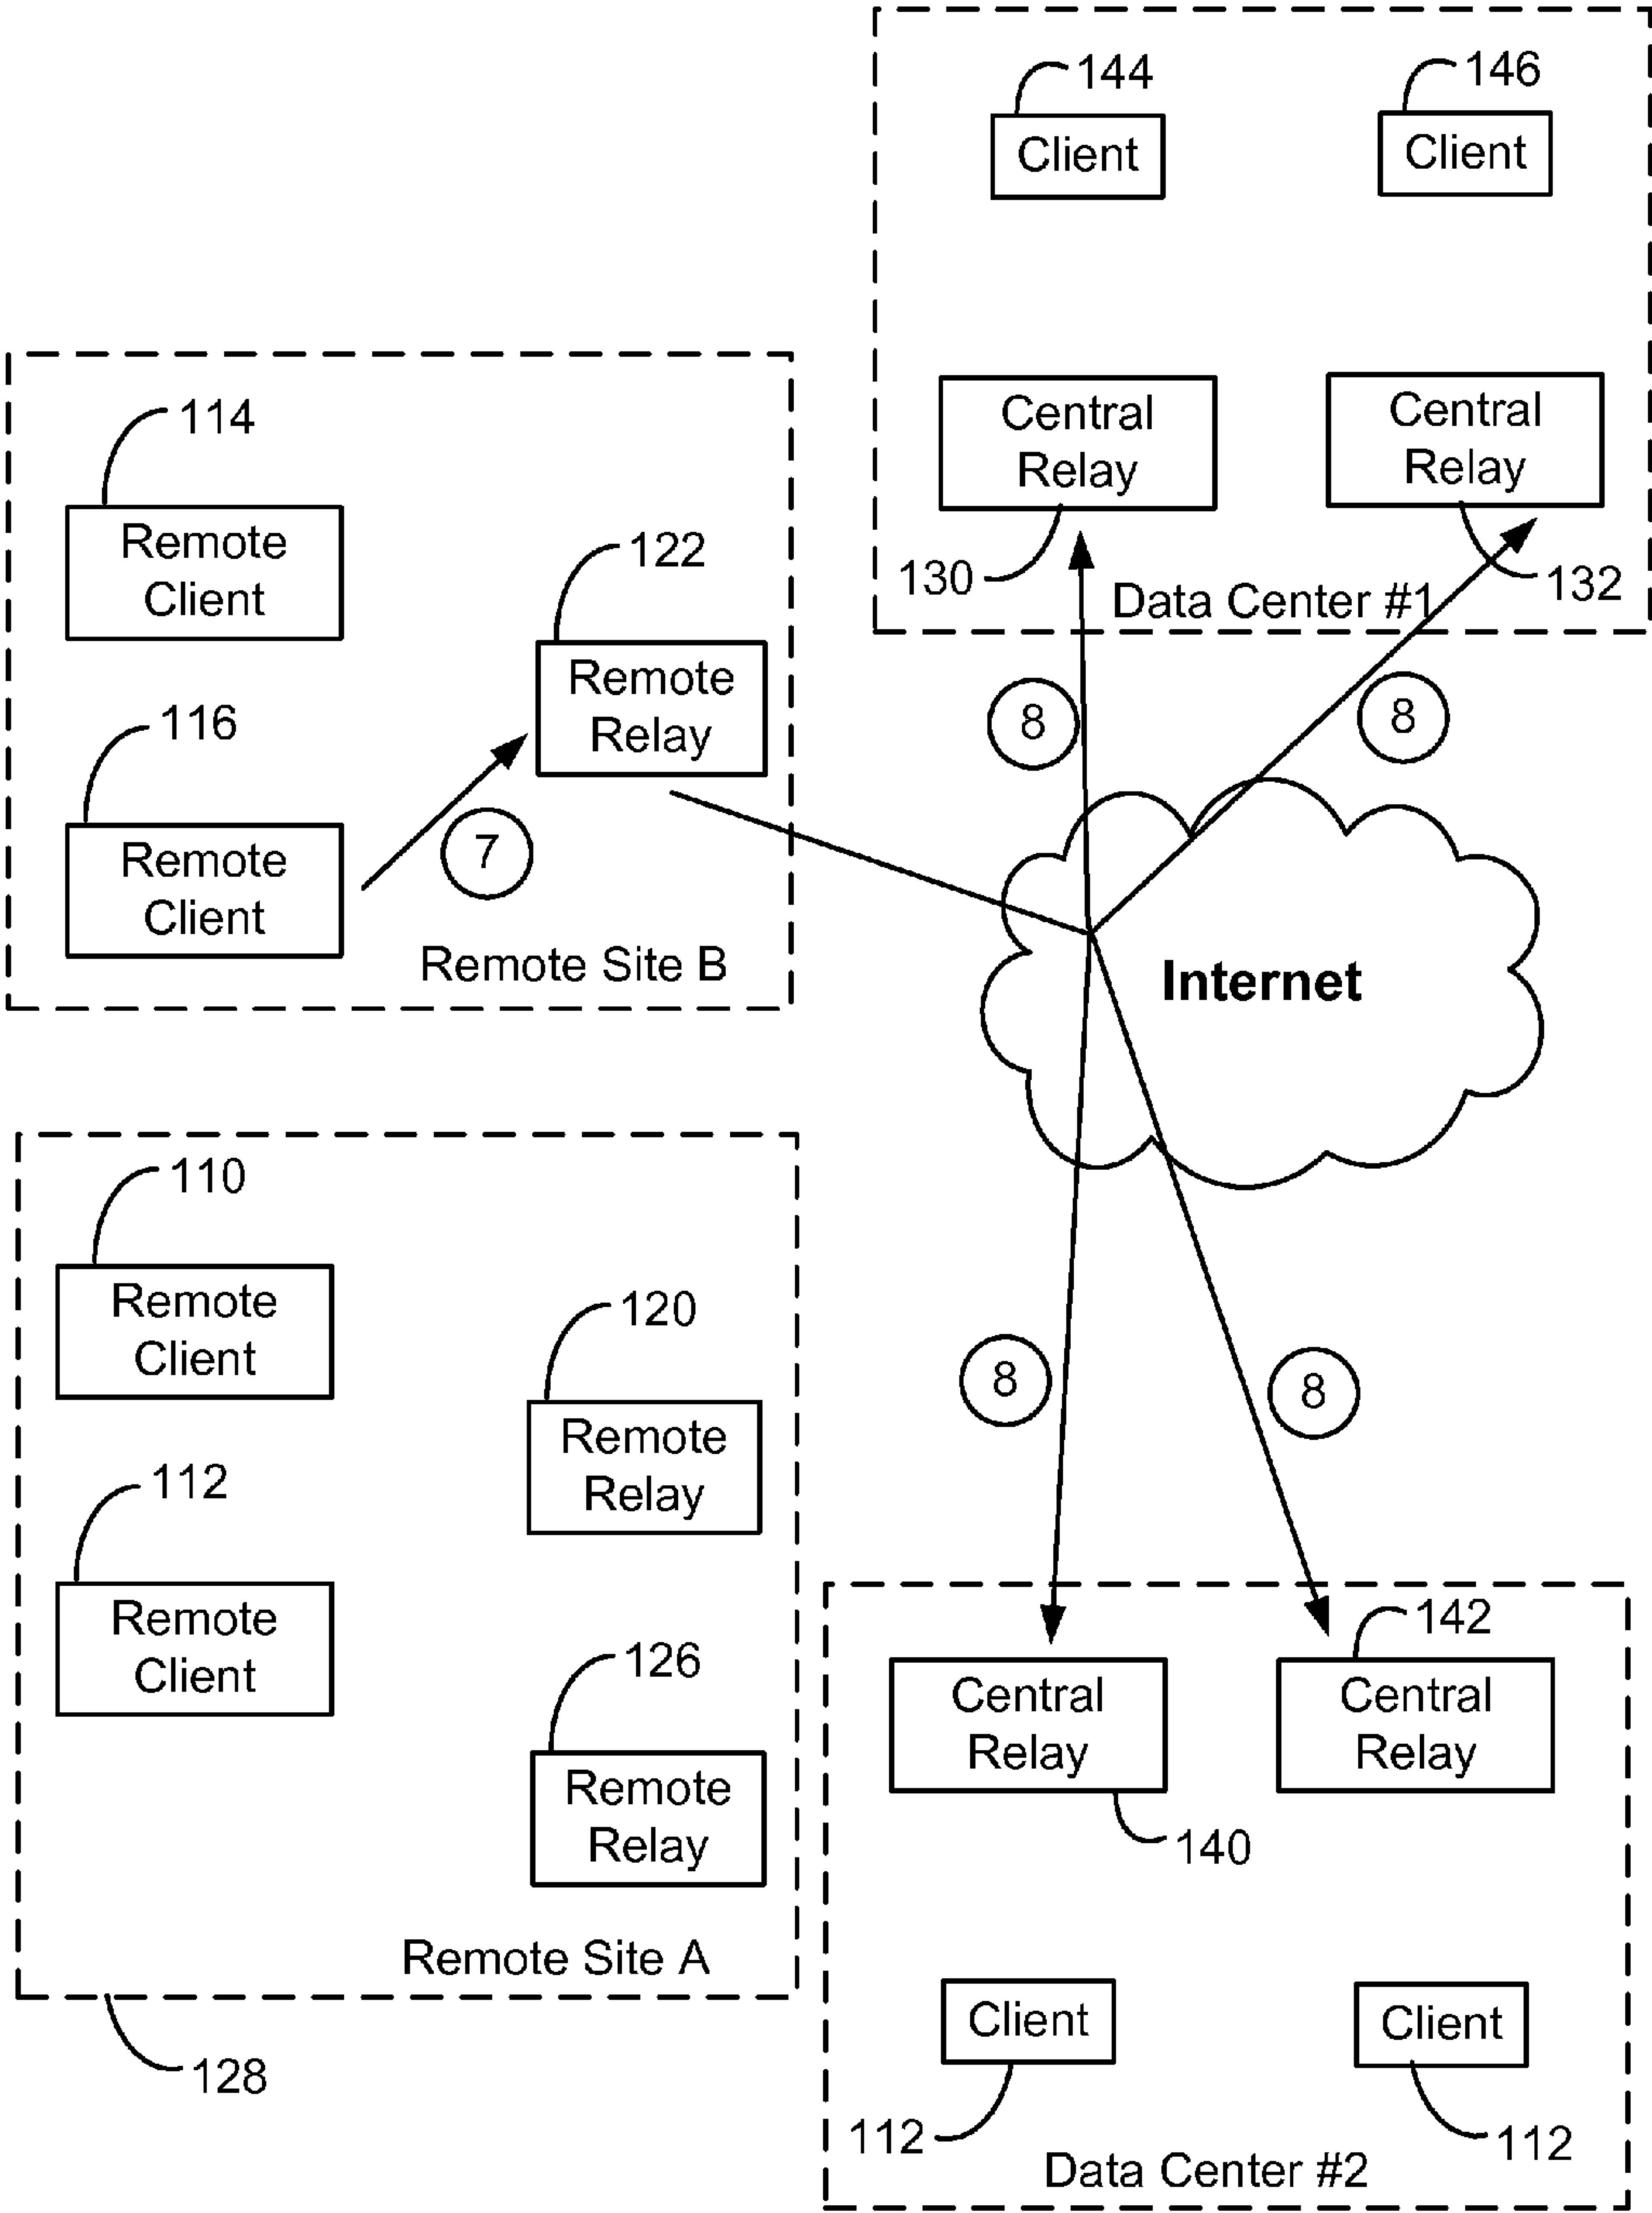 144
146
Client
Client
Central
Relay
Central
Relay
130
132
Data Center #1
114
Remote
Client
122
Remote
Relay
116
Remote
Client
7
Remote Site B
8
8
Internet
8
8
110
Remote
Client
120
Remote
Relay
112
Remote
Client
126
Remote
Relay
Remote Site A
128
142
Central
Relay
Central
Relay
140
Client
Client
112
112
Data Center #2